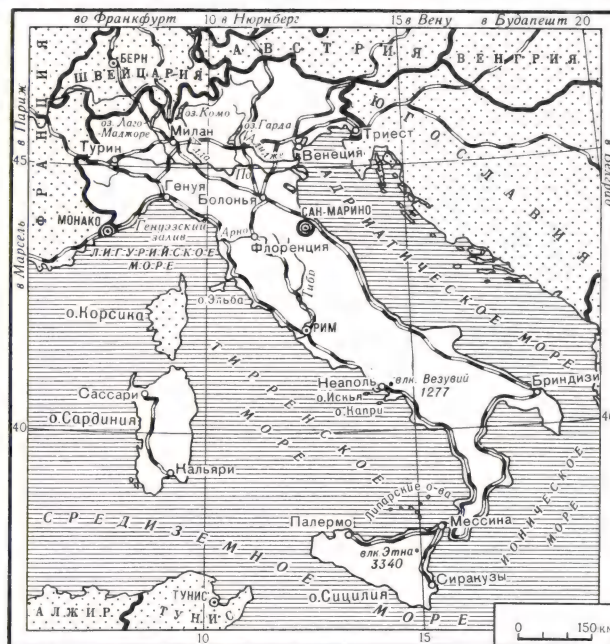 во Франкфурт 10 в Нюрнберг 15 в Вену в Будапешт 20
БЕРН
ШВЕЙЦАРИЯ
АВСТРИЯ
ВЕНГРИЯ
ФРАНЦИЯ
в Париж
оз. Лаго-
Маджоре
оз. Комо
оз. Гарда
Адидже
Милан
Турин
Венеция
Триест
ЮГОСЛАВИЯ
45
45
По
Генуя
Болонья
САН-МАРИНО
МОНАКО
Генуэзский
залив
Арно
Флоренция
в Марсель
ЛИГУРИЙСКОЕ
МОРЕ
АДРИАТИЧЕСКОЕ МОРЕ
Тибр
о.Эльба
о.Корсика
РИМ
ТИРРЕНСКОЕ
МОРЕ
Неаполь
влк. Везувий
1277
о.Искья
о.Капри
Бриндизи
Сассари
о.Сардиния
40
40
Кальяри
Липарские о-ва
ИОНИЧЕСКОЕ
МОРЕ
СРЕДИЗЕМНОЕ МОРЕ
Палермо
Мессина
влк Этна
3340
Сиракузы
о.Сицилия
ТУНИС
АЛЖИР
ТУНИС
10
15
0 150 км